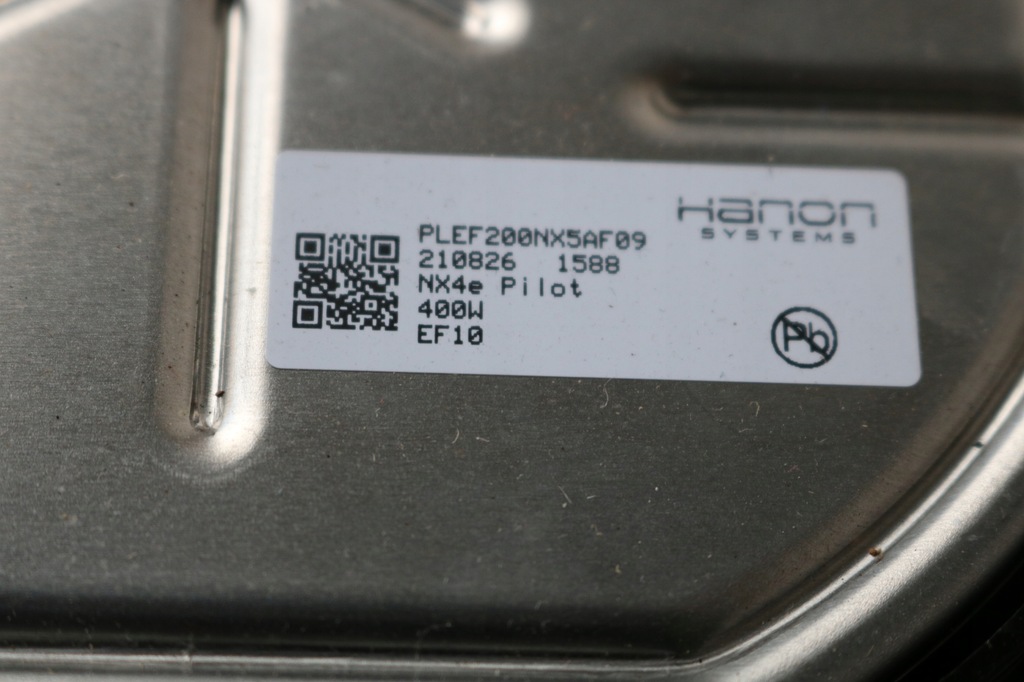 Hanon
SYSTEMS
PLEF200NX5AF09
210826 1588
NX4e Pilot
400W
EF10
Pb